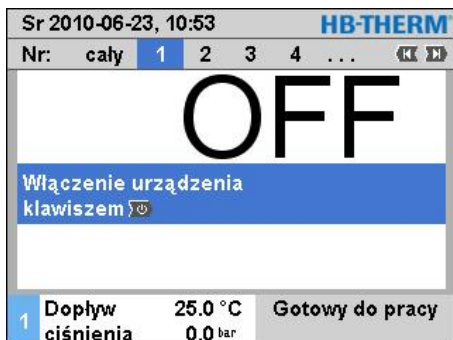 Sr 2010-06-23, 10:53 HB-THERM
Nr: cały 1 2 3 4 ...
OFF
Włączenie urządzenia
klawiszem
1 Dopływ 25.0 °C Gotowy do pracy
ciśnienia 0.0 bar